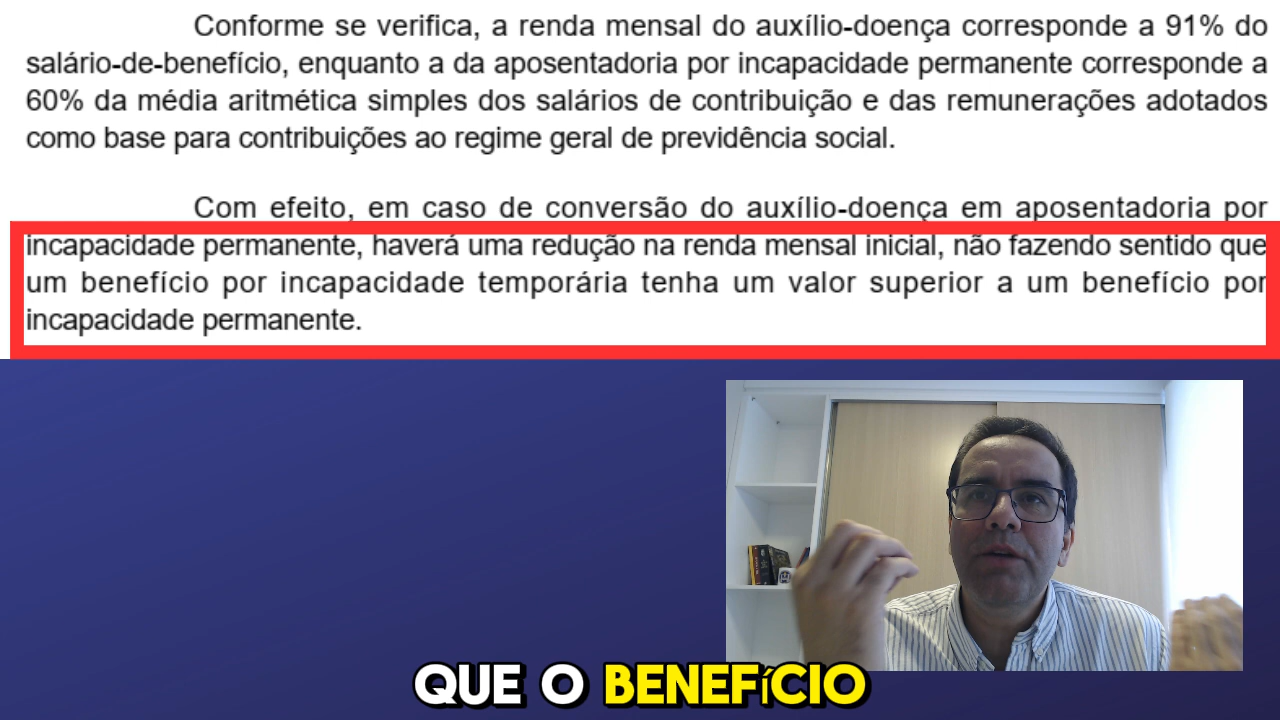 Conforme se verifica, a renda mensal do auxílio-doença corresponde a 91% do
salário-de-benefício, enquanto a da aposentadoria por incapacidade permanente corresponde a
60% da média aritmética simples dos salários de contribuição e das remunerações adotados
como base para contribuições ao regime geral de previdência social.
Com efeito, em caso de conversão do auxílio-doença em aposentadoria por
incapacidade permanente, haverá uma redução na renda mensal inicial, não fazendo sentido que
um benefício por incapacidade temporária tenha um valor superior a um benefício por
incapacidade permanente.
QUE O BENEFíCIO